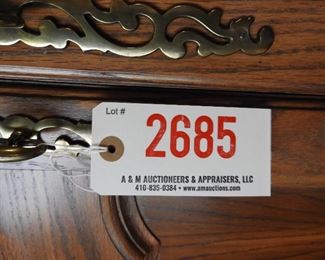 Lot #
2685
A & M AUCTIONEERS & APPRAISERS, LLC
410-835-0384 • www.amauctions.com